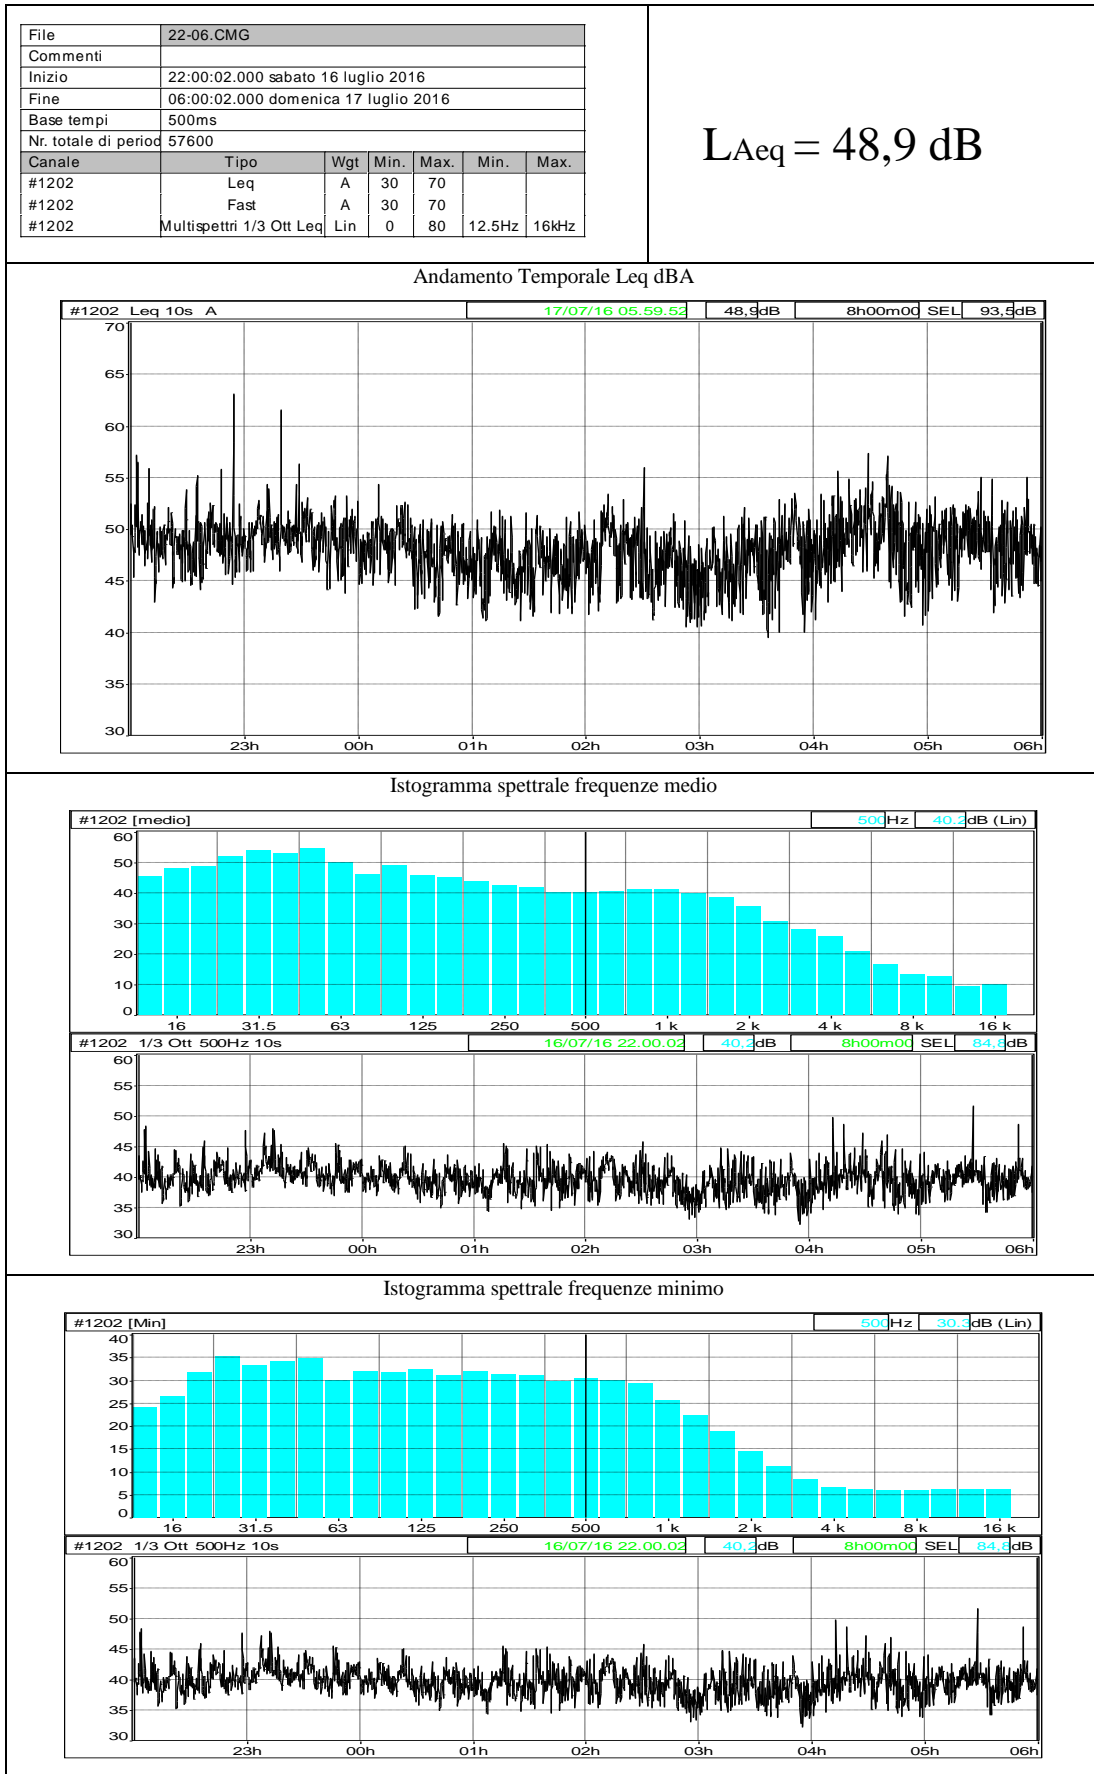 File 22-06.CMG
Commenti
Inizio 22:00:02.000 sabato 16 luglio 2016
Fine 06:00:02.000 domenica 17 luglio 2016
Base tempi 500ms
Nr. totale di period 57600
Canale Tipo Wgt Min. Max. Min. Max.
#1202 Leq A 30 70
#1202 Fast A 30 70
#1202 Multispettri 1/3 Ott Leq Lin 0 80 12.5Hz 16kHz
LAeq = 48,9 dB
Andamento Temporale Leq dBA
#1202 Leq 10s A 17/07/16 05.59.52 48,9dB 8h00m00 SEL 93,5dB
70
65
60
55
50
45
40
35
30
23h 00h 01h 02h 03h 04h 05h 06h
Istogramma spettrale frequenze medio
#1202 [medio] 500Hz 40.2dB (Lin)
60
50
40
30
20
10
0
16 31.5 63 125 250 500 1 k 2 k 4 k 8 k 16 k
#1202 1/3 Ott 500Hz 10s 16/07/16 22.00.02 40,2dB 8h00m00 SEL 84,8dB
60
55
50
45
40
35
30
23h 00h 01h 02h 03h 04h 05h 06h
Istogramma spettrale frequenze minimo
#1202 [Min] 500Hz 30.3dB (Lin)
40
35
30
25
20
15
10
5
0
16 31.5 63 125 250 500 1 k 2 k 4 k 8 k 16 k
#1202 1/3 Ott 500Hz 10s 16/07/16 22.00.02 40,2dB 8h00m00 SEL 84,8dB
60
55
50
45
40
35
30
23h 00h 01h 02h 03h 04h 05h 06h